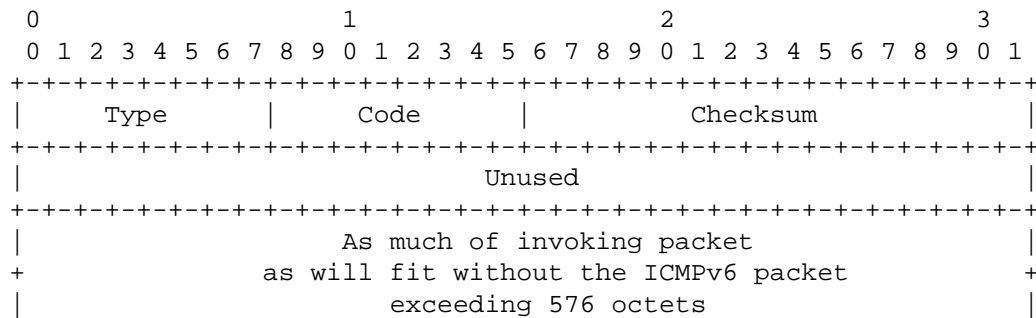 0                   1                   2                   3
 0 1 2 3 4 5 6 7 8 9 0 1 2 3 4 5 6 7 8 9 0 1 2 3 4 5 6 7 8 9 0 1
+-+-+-+-+-+-+-+-+-+-+-+-+-+-+-+-+-+-+-+-+-+-+-+-+-+-+-+-+-+-+-+-+
|     Type      |     Code      |          Checksum             |
+-+-+-+-+-+-+-+-+-+-+-+-+-+-+-+-+-+-+-+-+-+-+-+-+-+-+-+-+-+-+-+-+
|                             Unused                            |
+-+-+-+-+-+-+-+-+-+-+-+-+-+-+-+-+-+-+-+-+-+-+-+-+-+-+-+-+-+-+-+-+
|                    As much of invoking packet                 |
+               as will fit without the ICMPv6 packet           +
|                       exceeding 576 octets                    |